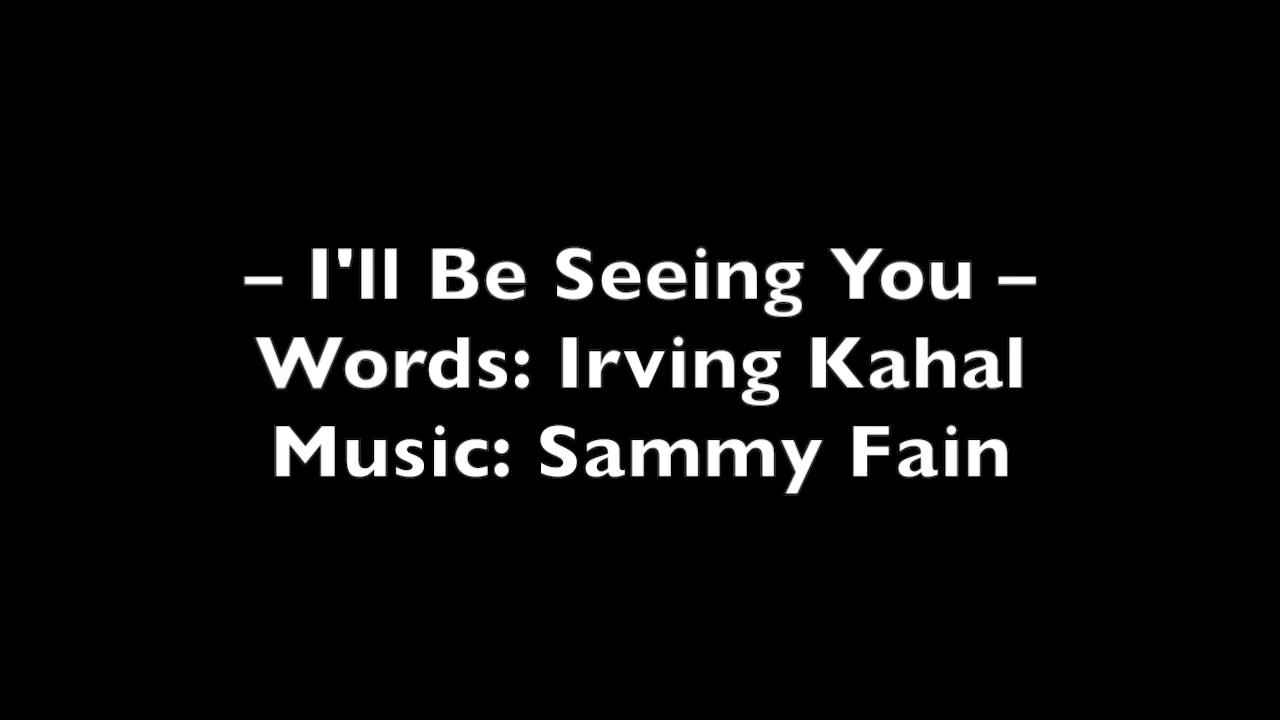 – I'll Be Seeing You –
Words: Irving Kahal
Music: Sammy Fain